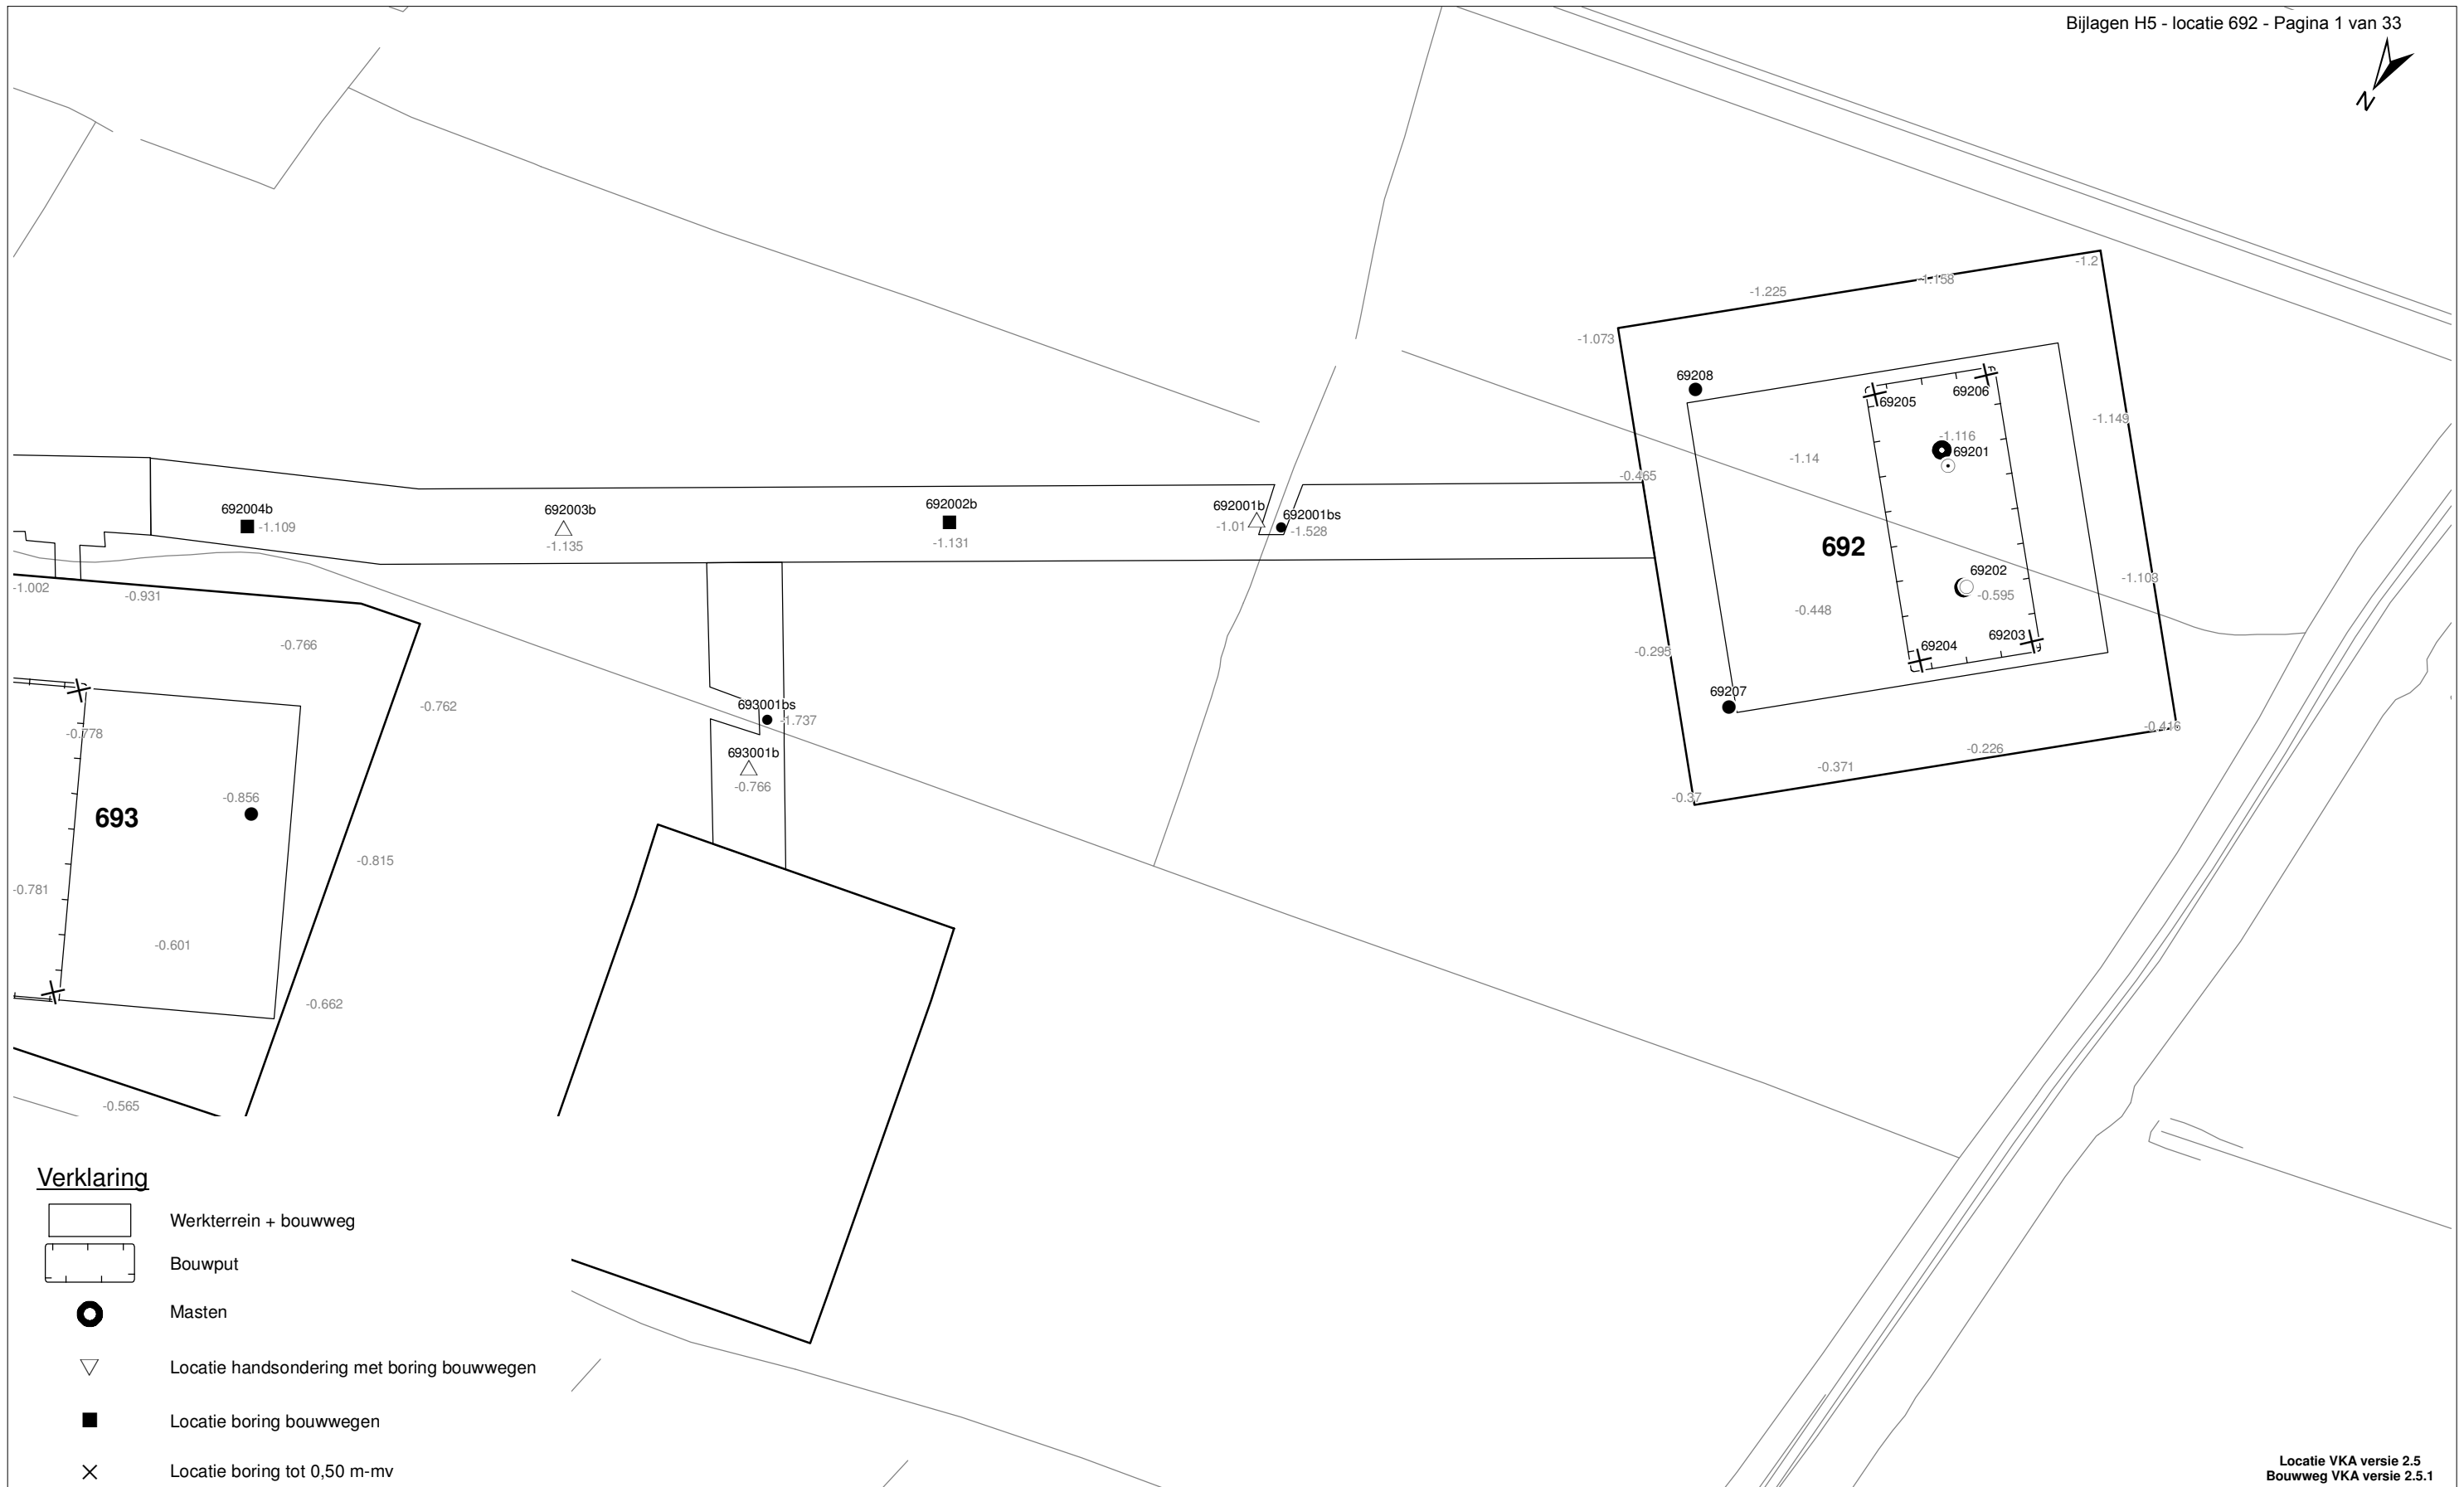 Bijlagen H5 - locatie 692 - Pagina 1 van 33
N
-1.2
-1.158
-1.225
-1.073
69208
69206
69205
-1.149
-1.116
69201
-1.14
-0.465
692004b
-1.109
692003b
-1.135
692002b
-1.131
692001b
-1.01
692001bs
-1.528
692
69202
-0.595
-1.103
-0.448
-1.002
-0.931
-0.766
69203
69204
-0.295
69207
-0.762
693001bs
-1.737
-0.416
-0.778
-0.226
693001b
-0.766
-0.371
-0.37
-0.856
693
-0.815
-0.781
-0.601
-0.662
-0.565
Verklaring
Werkterrein + bouwweg
Bouwput
Masten
Locatie handsondering met boring bouwwegen
Locatie boring bouwwegen
Locatie boring tot 0,50 m-mv
Locatie VKA versie 2.5
Bouwweg VKA versie 2.5.1